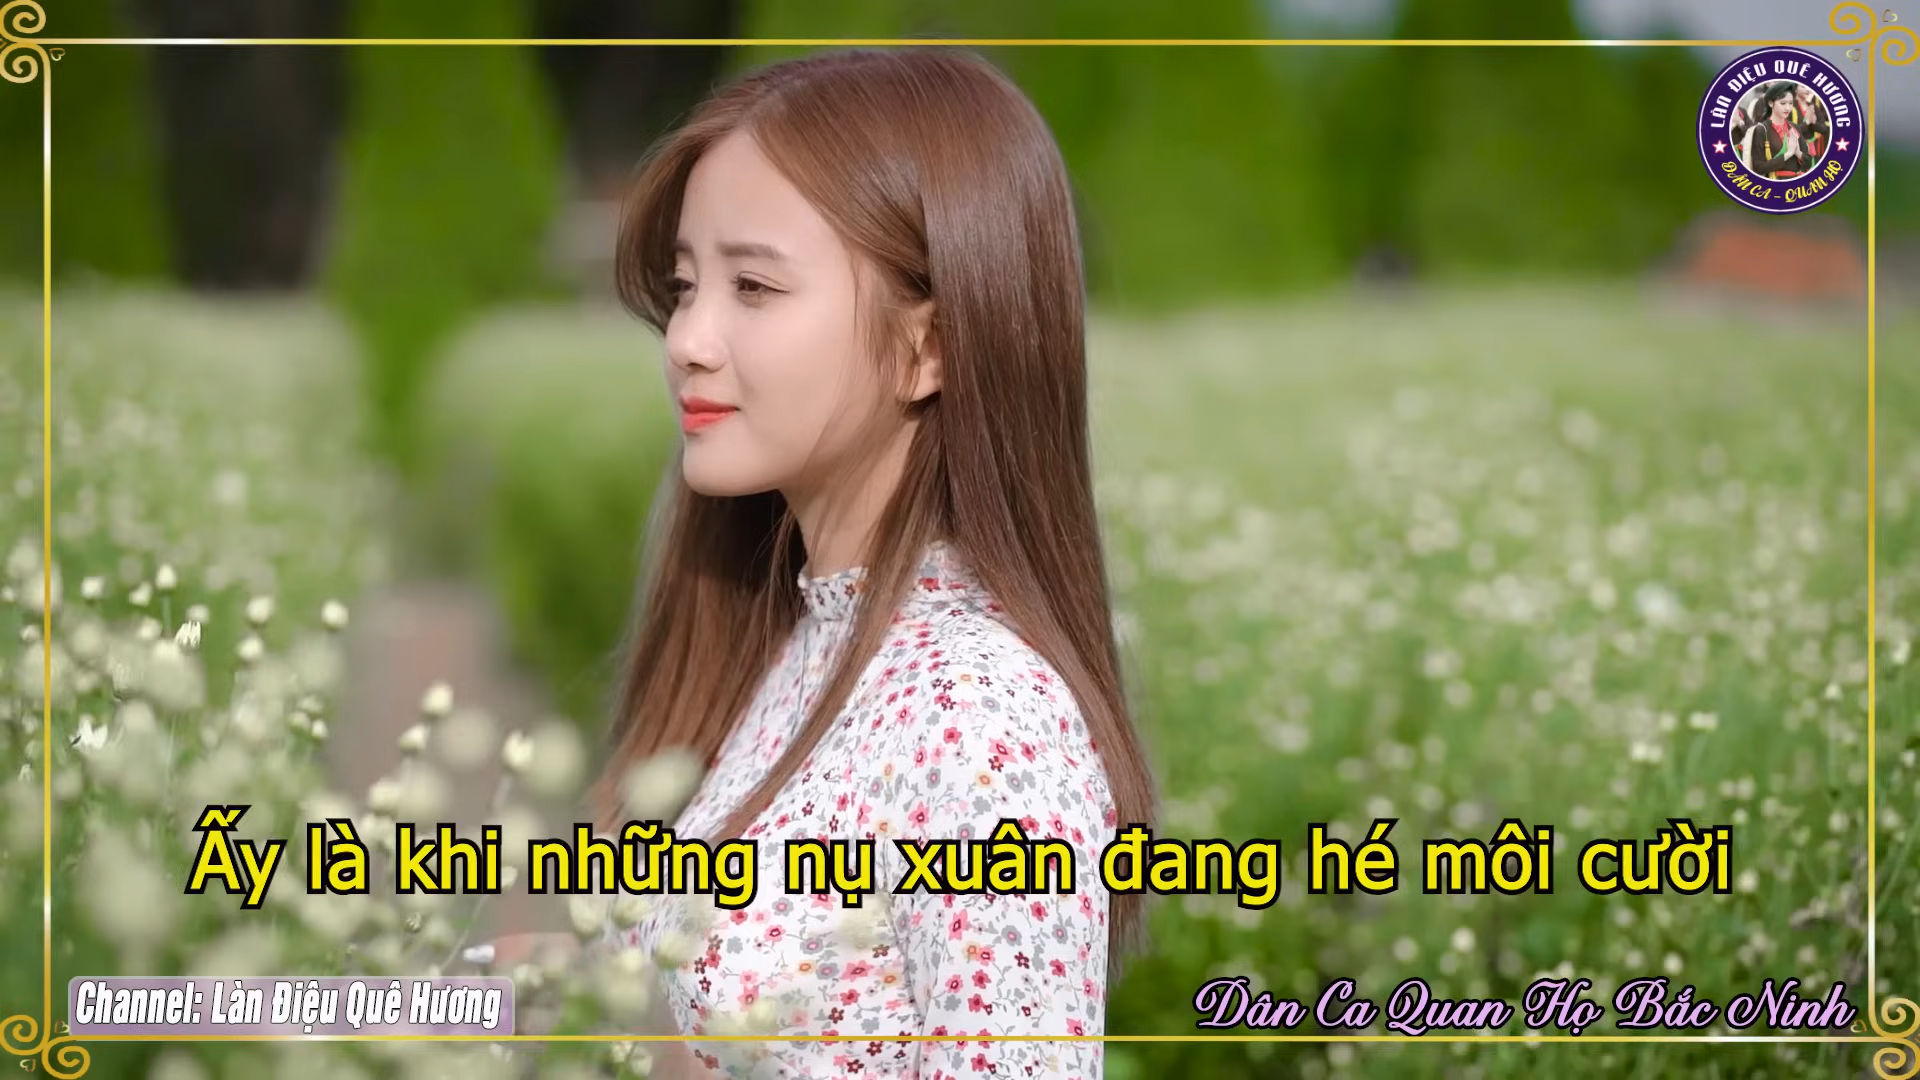 LÀN ĐIỆU QUÊ HƯƠNG
DÂN CA - QUAN HỌ
Ấy là khi những nụ xuân đang hé môi cười
Channel: Làn Điệu Quê Hương
Dân Ca Quan Họ Bắc Ninh